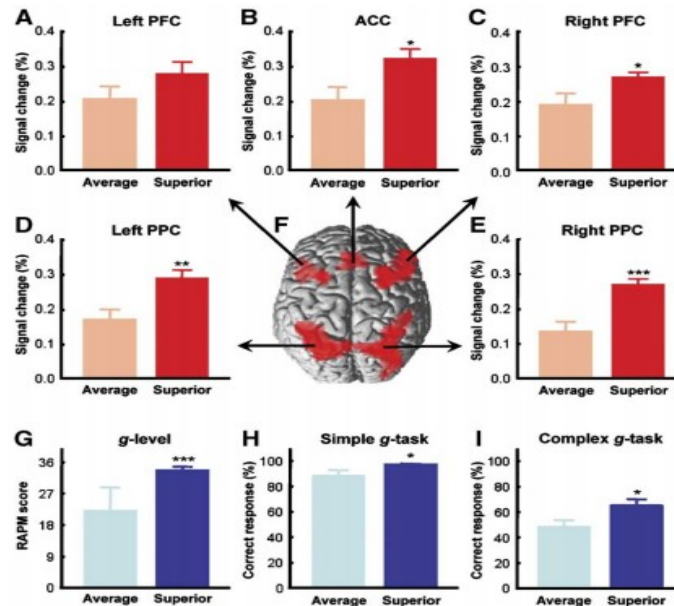 A Left PFC
Signal change (%)
0.4
0.3
0.2
0.1
0.0
Average Superior
B ACC
Signal change (%)
0.4
0.3
0.2
0.1
0.0
*
Average Superior
C Right PFC
Signal change (%)
0.4
0.3
0.2
0.1
0.0
*
Average Superior
D Left PPC
Signal change (%)
0.4
0.3
0.2
0.1
0.0
**
Average Superior
F
E Right PPC
Signal change (%)
0.4
0.3
0.2
0.1
0.0
***
Average Superior
G g-level
RAPM score
36
27
18
9
0
***
Average Superior
H Simple g-task
Correct response (%)
100
80
60
40
20
0
*
Average Superior
I Complex g-task
Correct response (%)
100
80
60
40
20
0
*
Average Superior